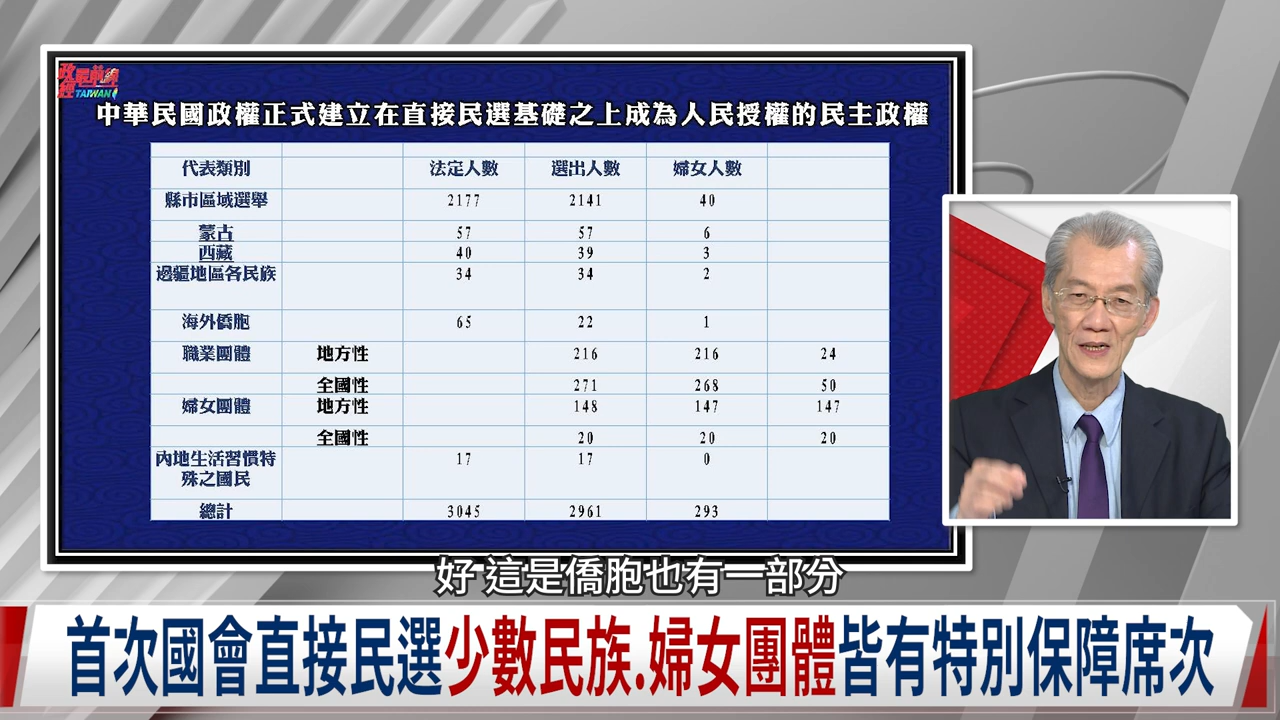 政經最前線
TAIWAN
中華民國政權正式建立在直接民選基礎之上成為人民授權的民主政權
代表類別 法定人數 選出人數 婦女人數
縣市區域選舉 2177 2141 40
蒙古 57 57 6
西藏 40 39 3
邊疆地區各民族 34 34 2
海外僑胞 65 22 1
職業團體 地方性 216 216 24
全國性 271 268 50
婦女團體 地方性 148 147 147
全國性 20 20 20
內地生活習慣特
殊之國民 17 17 0
總計 3045 2961 293
好 這是僑胞也有一部分
首次國會直接民選少數民族.婦女團體皆有特別保障席次